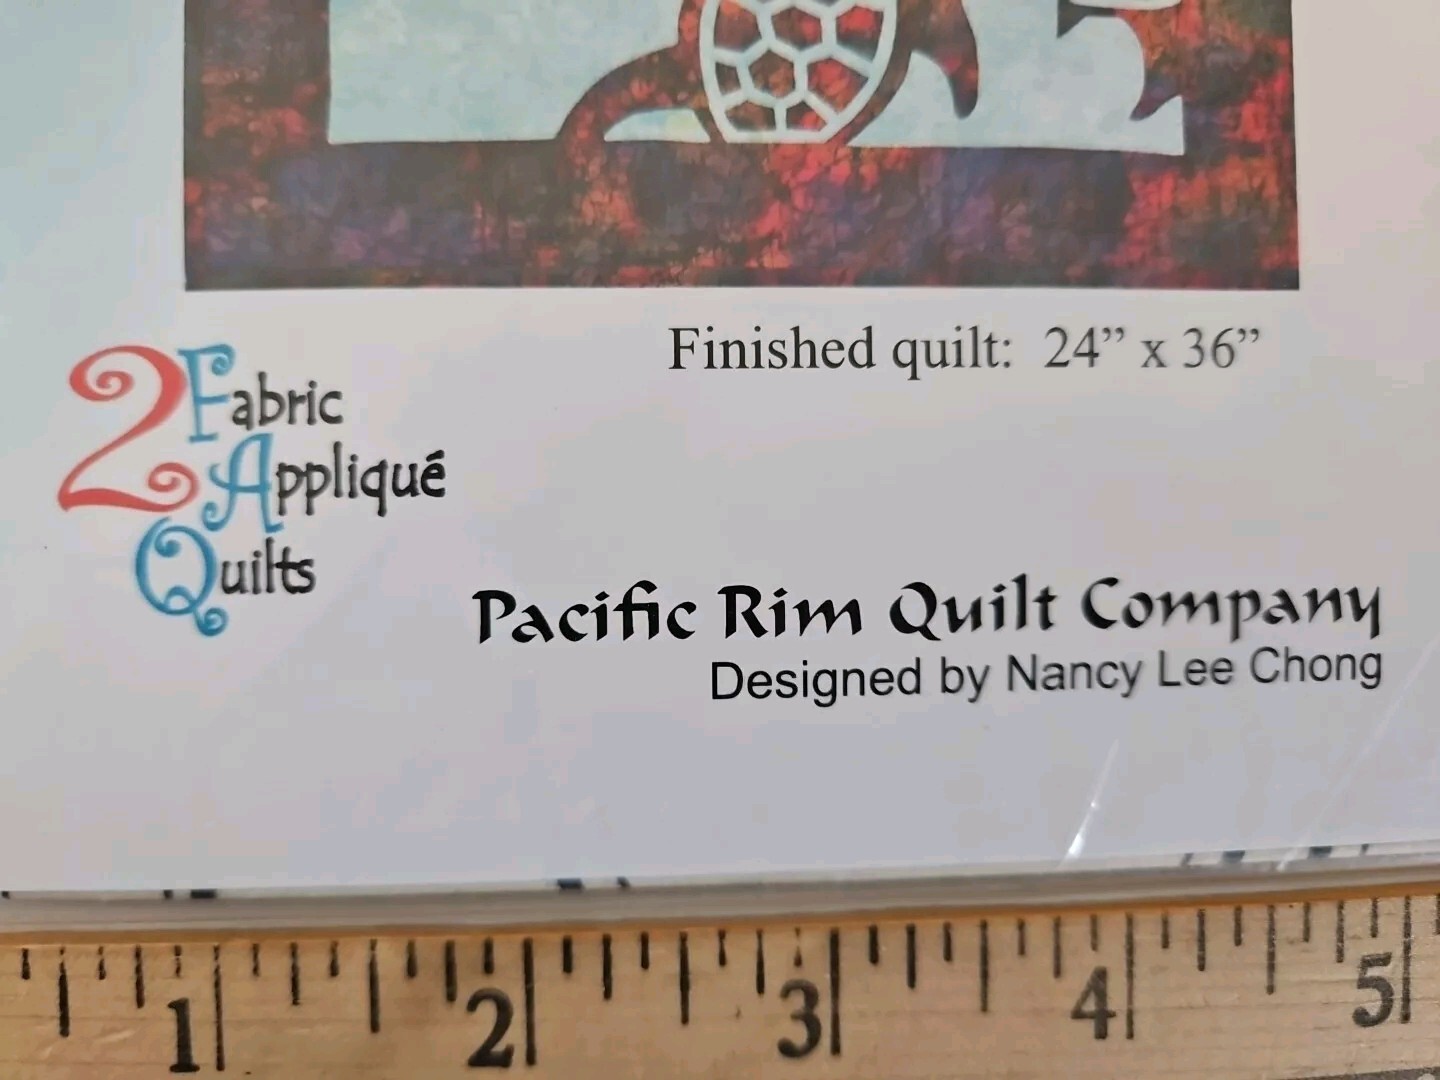 Finished quilt: 24” x 36”
2 Fabric
Appliqué
Quilts
Pacific Rim Quilt Company
Designed by Nancy Lee Chong
1 2 3 4 5